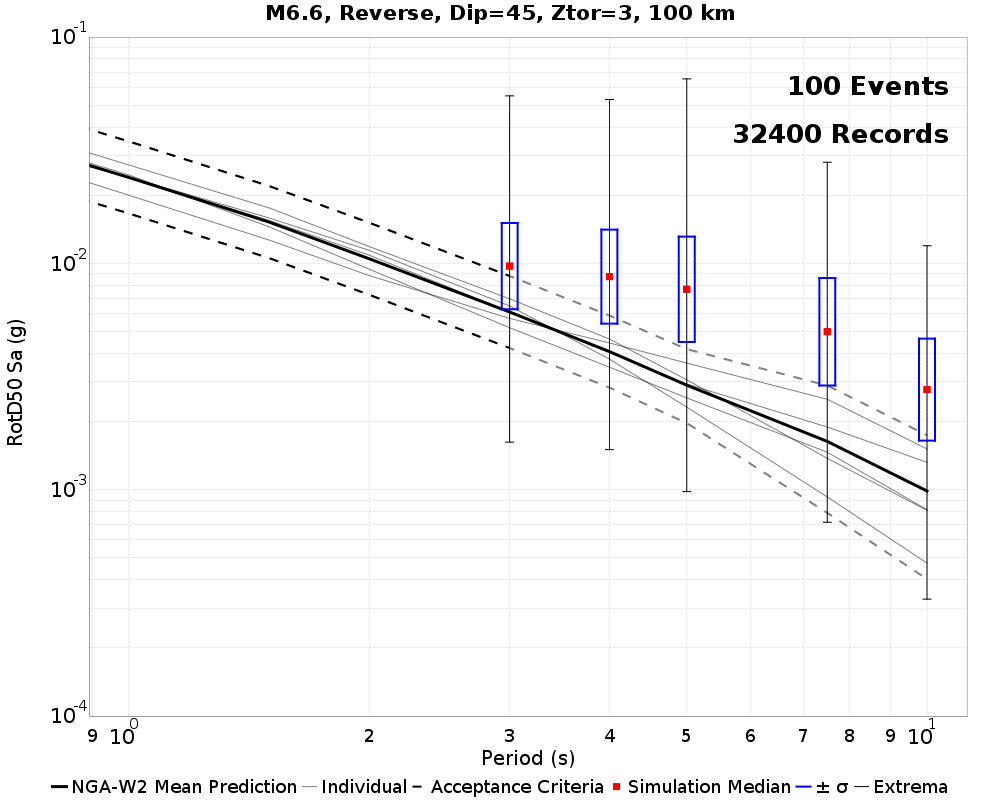 M6.6, Reverse, Dip=45, Ztor=3, 100 km
100 Events
32400 Records
RotD50 Sa (g)
10-1
10-2
10-3
10-4
9 100 2 3 4 5 6 7 8 9 101
Period (s)
NGA-W2 Mean Prediction Individual Acceptance Criteria Simulation Median ± σ Extrema